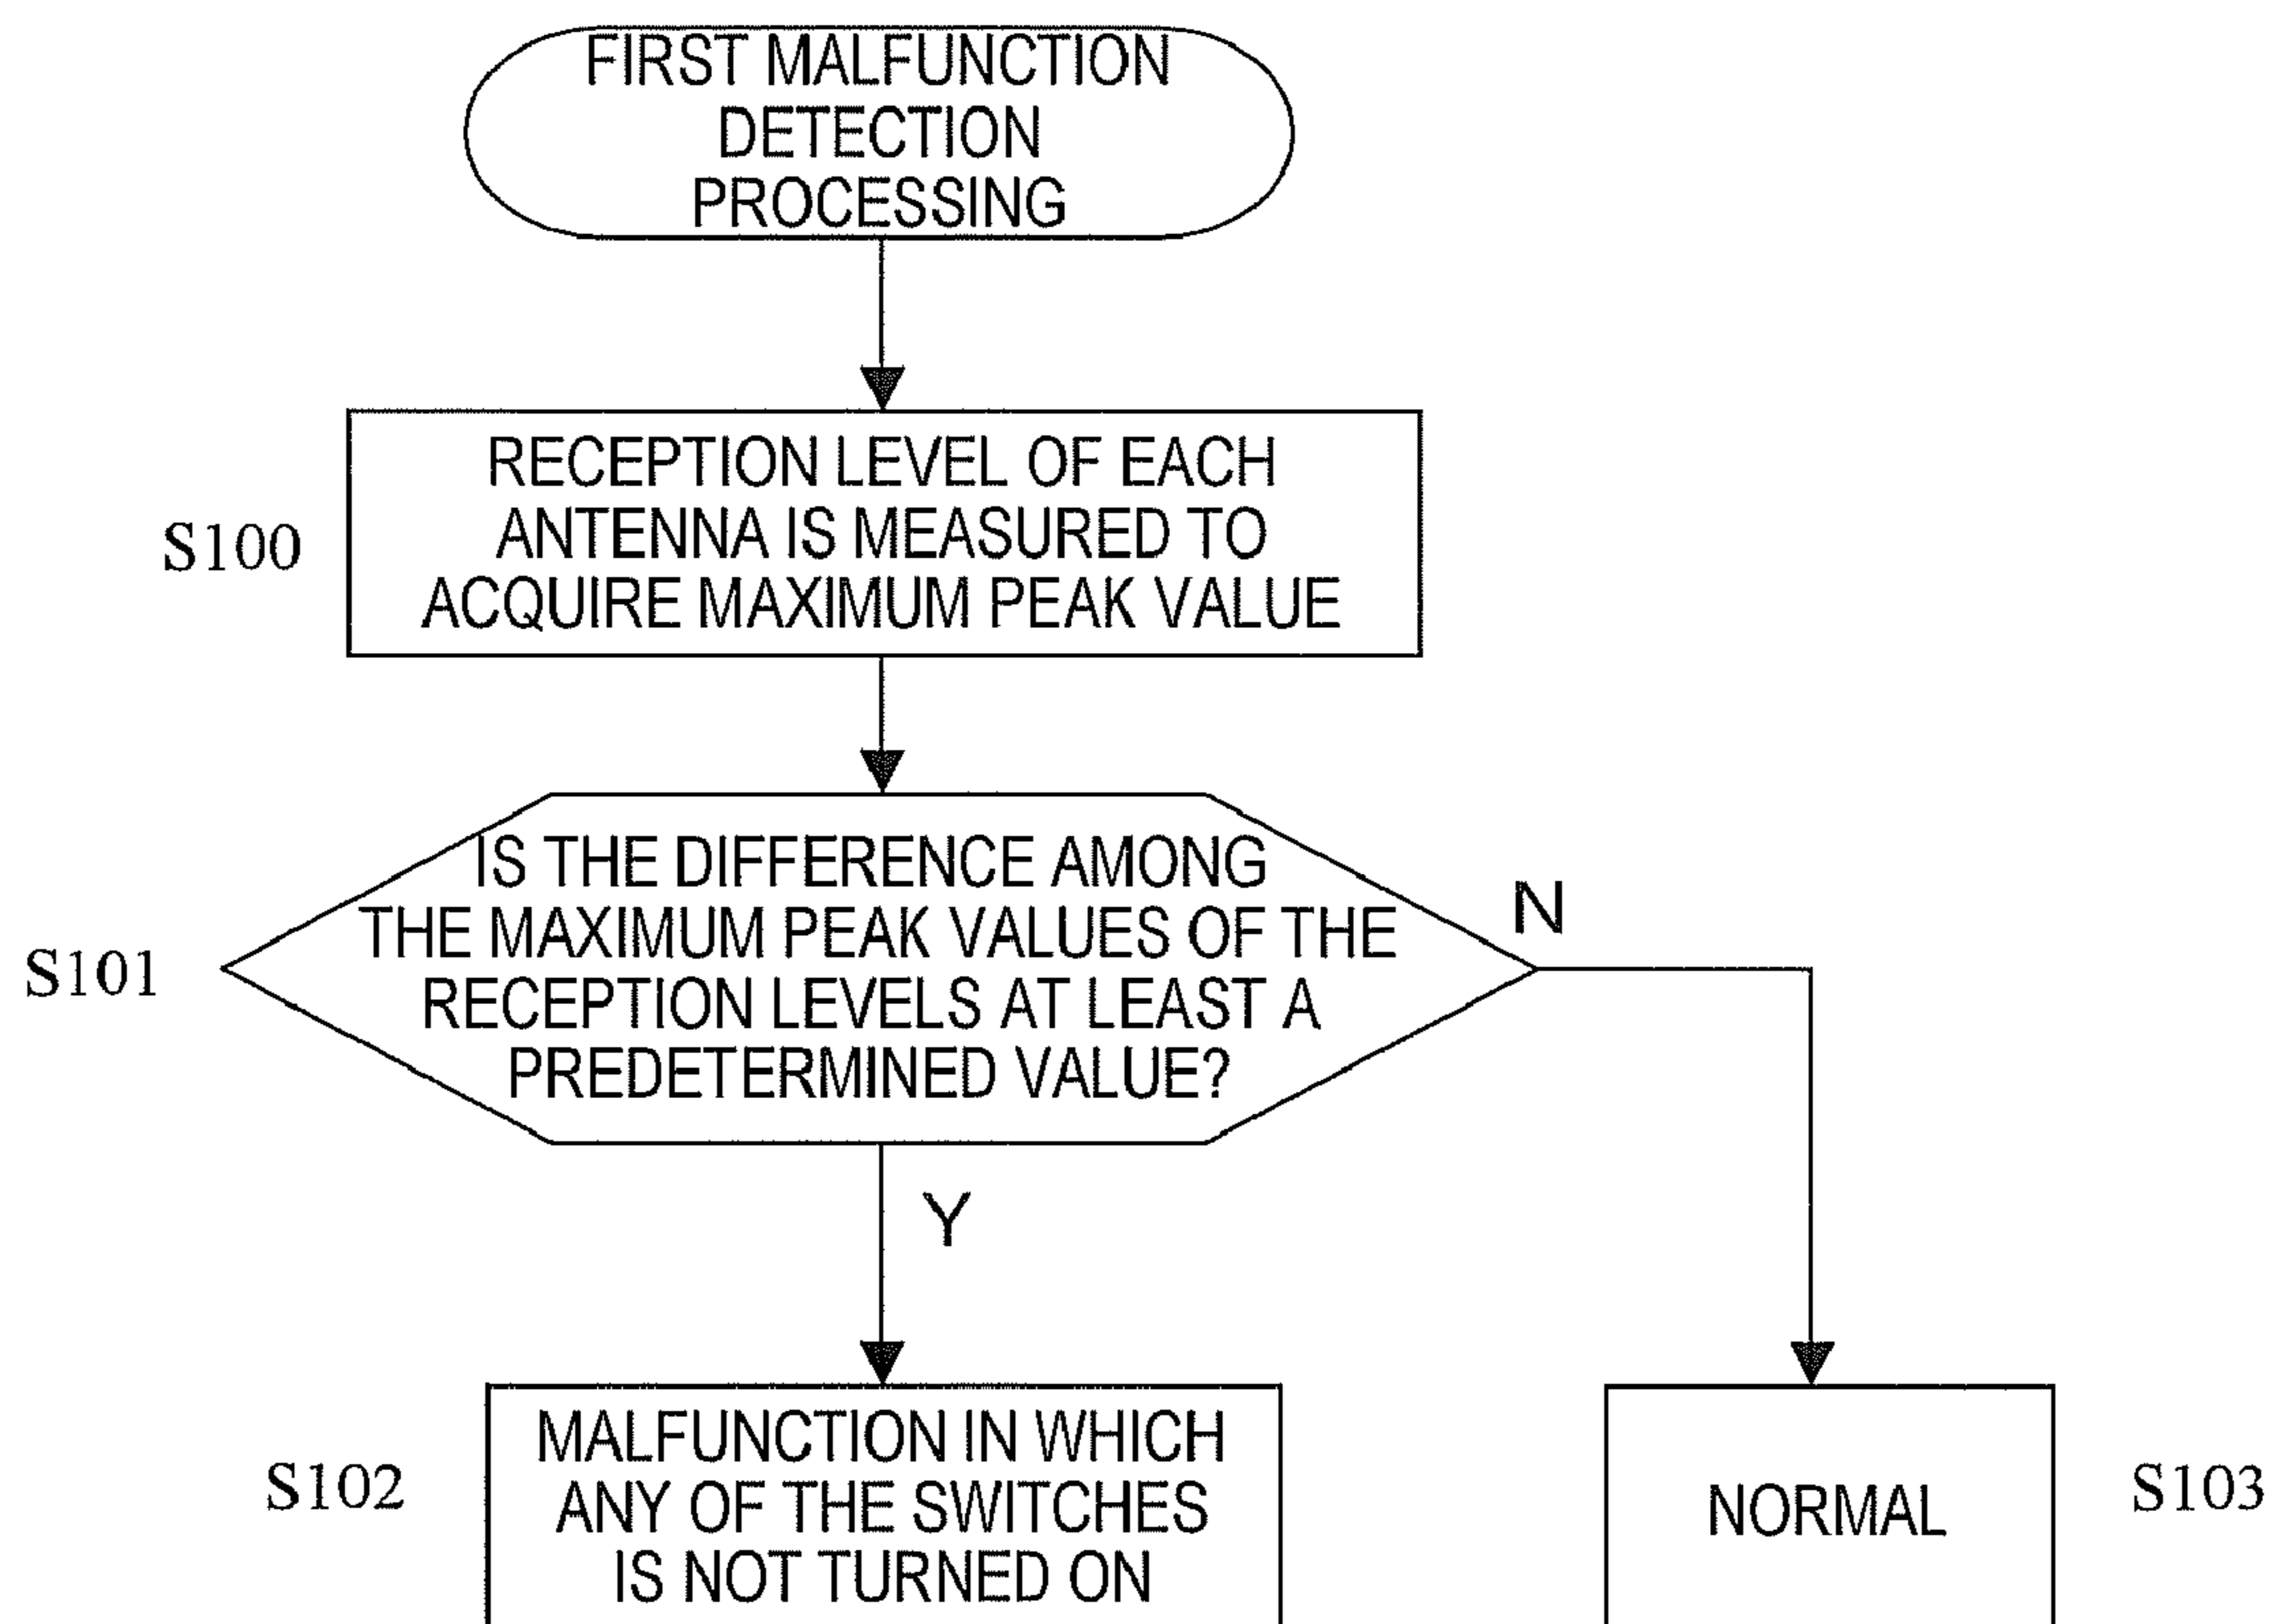 FIRST MALFUNCTION
DETECTION
PROCESSING
S100
RECEPTION LEVEL OF EACH
ANTENNA IS MEASURED TO
ACQUIRE MAXIMUM PEAK VALUE
S101
IS THE DIFFERENCE AMONG
THE MAXIMUM PEAK VALUES OF THE
RECEPTION LEVELS AT LEAST A
PREDETERMINED VALUE?
N
Y
S102
MALFUNCTION IN WHICH
ANY OF THE SWITCHES
IS NOT TURNED ON
NORMAL
S103